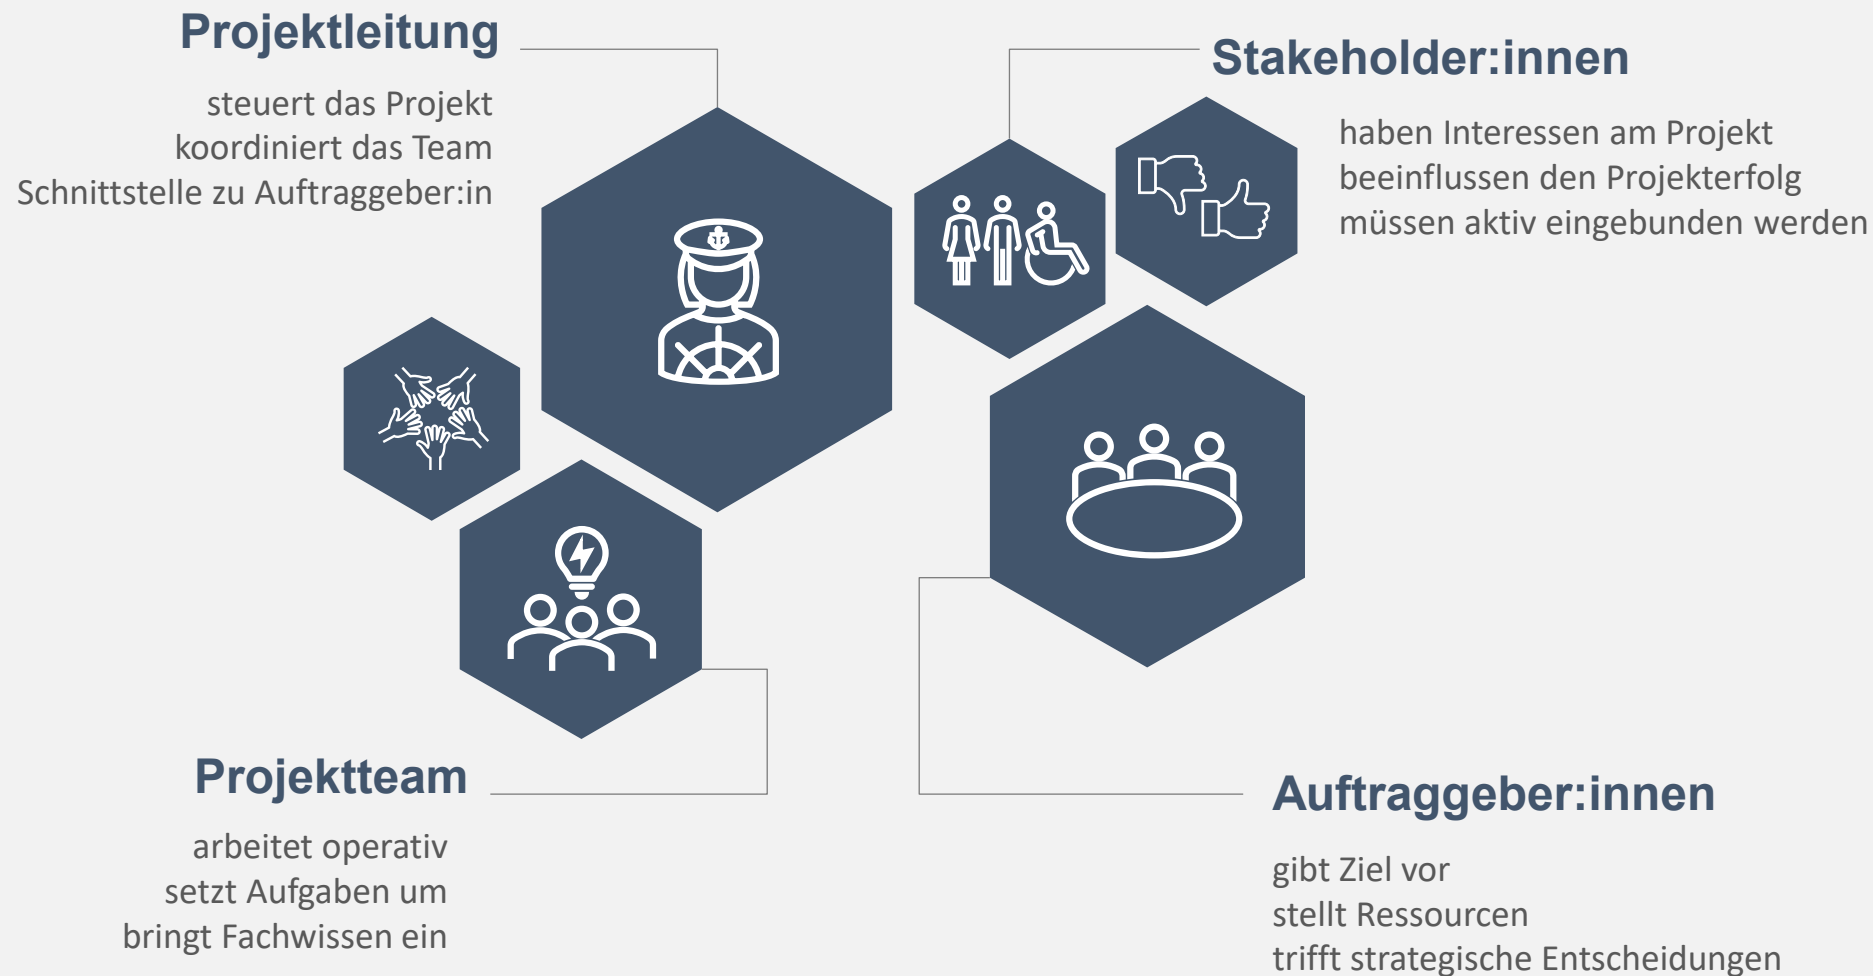 Projektleitung
steuert das Projekt
koordiniert das Team
Schnittstelle zu Auftraggeber:in
Stakeholder:innen
haben Interessen am Projekt
beeinflussen den Projekterfolg
müssen aktiv eingebunden werden
Projektteam
arbeitet operativ
setzt Aufgaben um
bringt Fachwissen ein
Auftraggeber:innen
gibt Ziel vor
stellt Ressourcen
trifft strategische Entscheidungen